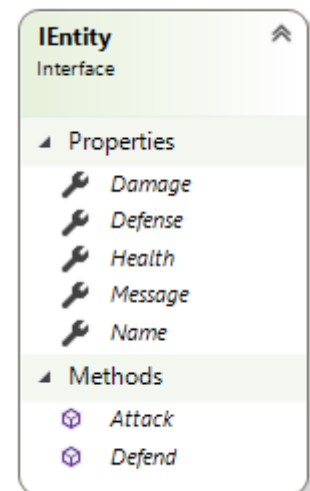 IEntity
Interface
Properties
Damage
Defense
Health
Message
Name
Methods
Attack
Defend